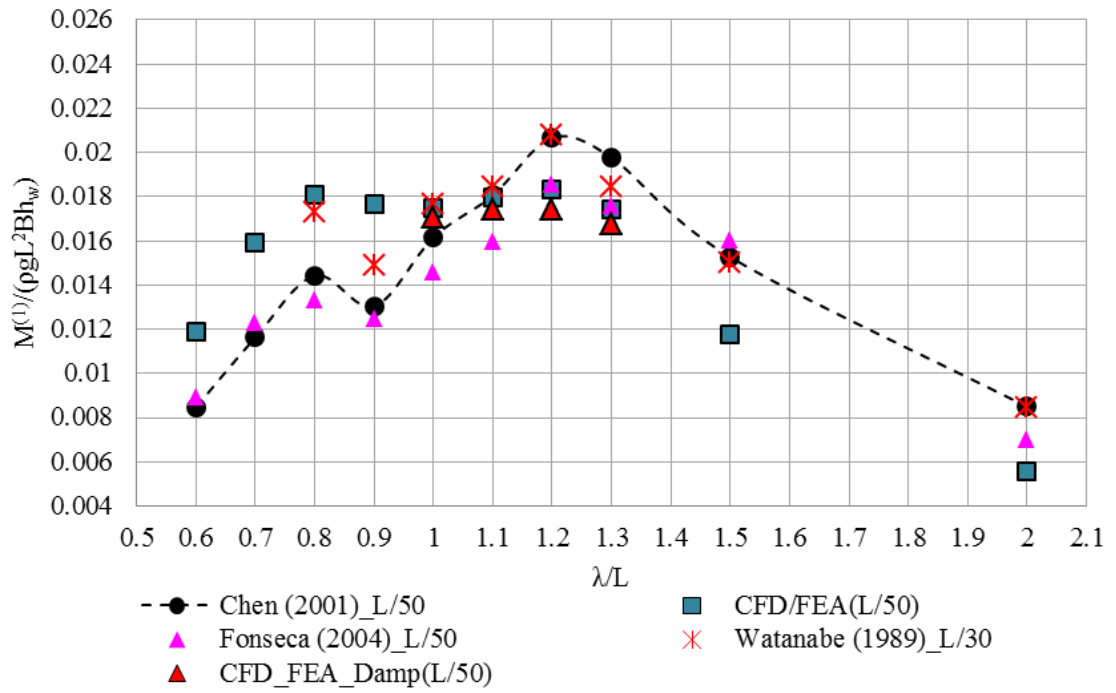 0.026
0.024
0.022
0.02
0.018
0.016
0.014
0.012
0.01
0.008
0.006
0.004
M⁽¹⁾/(ρgL²Bh_w)
0.5 0.6 0.7 0.8 0.9 1 1.1 1.2 1.3 1.4 1.5 1.6 1.7 1.8 1.9 2 2.1
λ/L
Chen (2001)_L/50 CFD/FEA(L/50)
Fonseca (2004)_L/50 Watanabe (1989)_L/30
CFD_FEA_Damp(L/50)